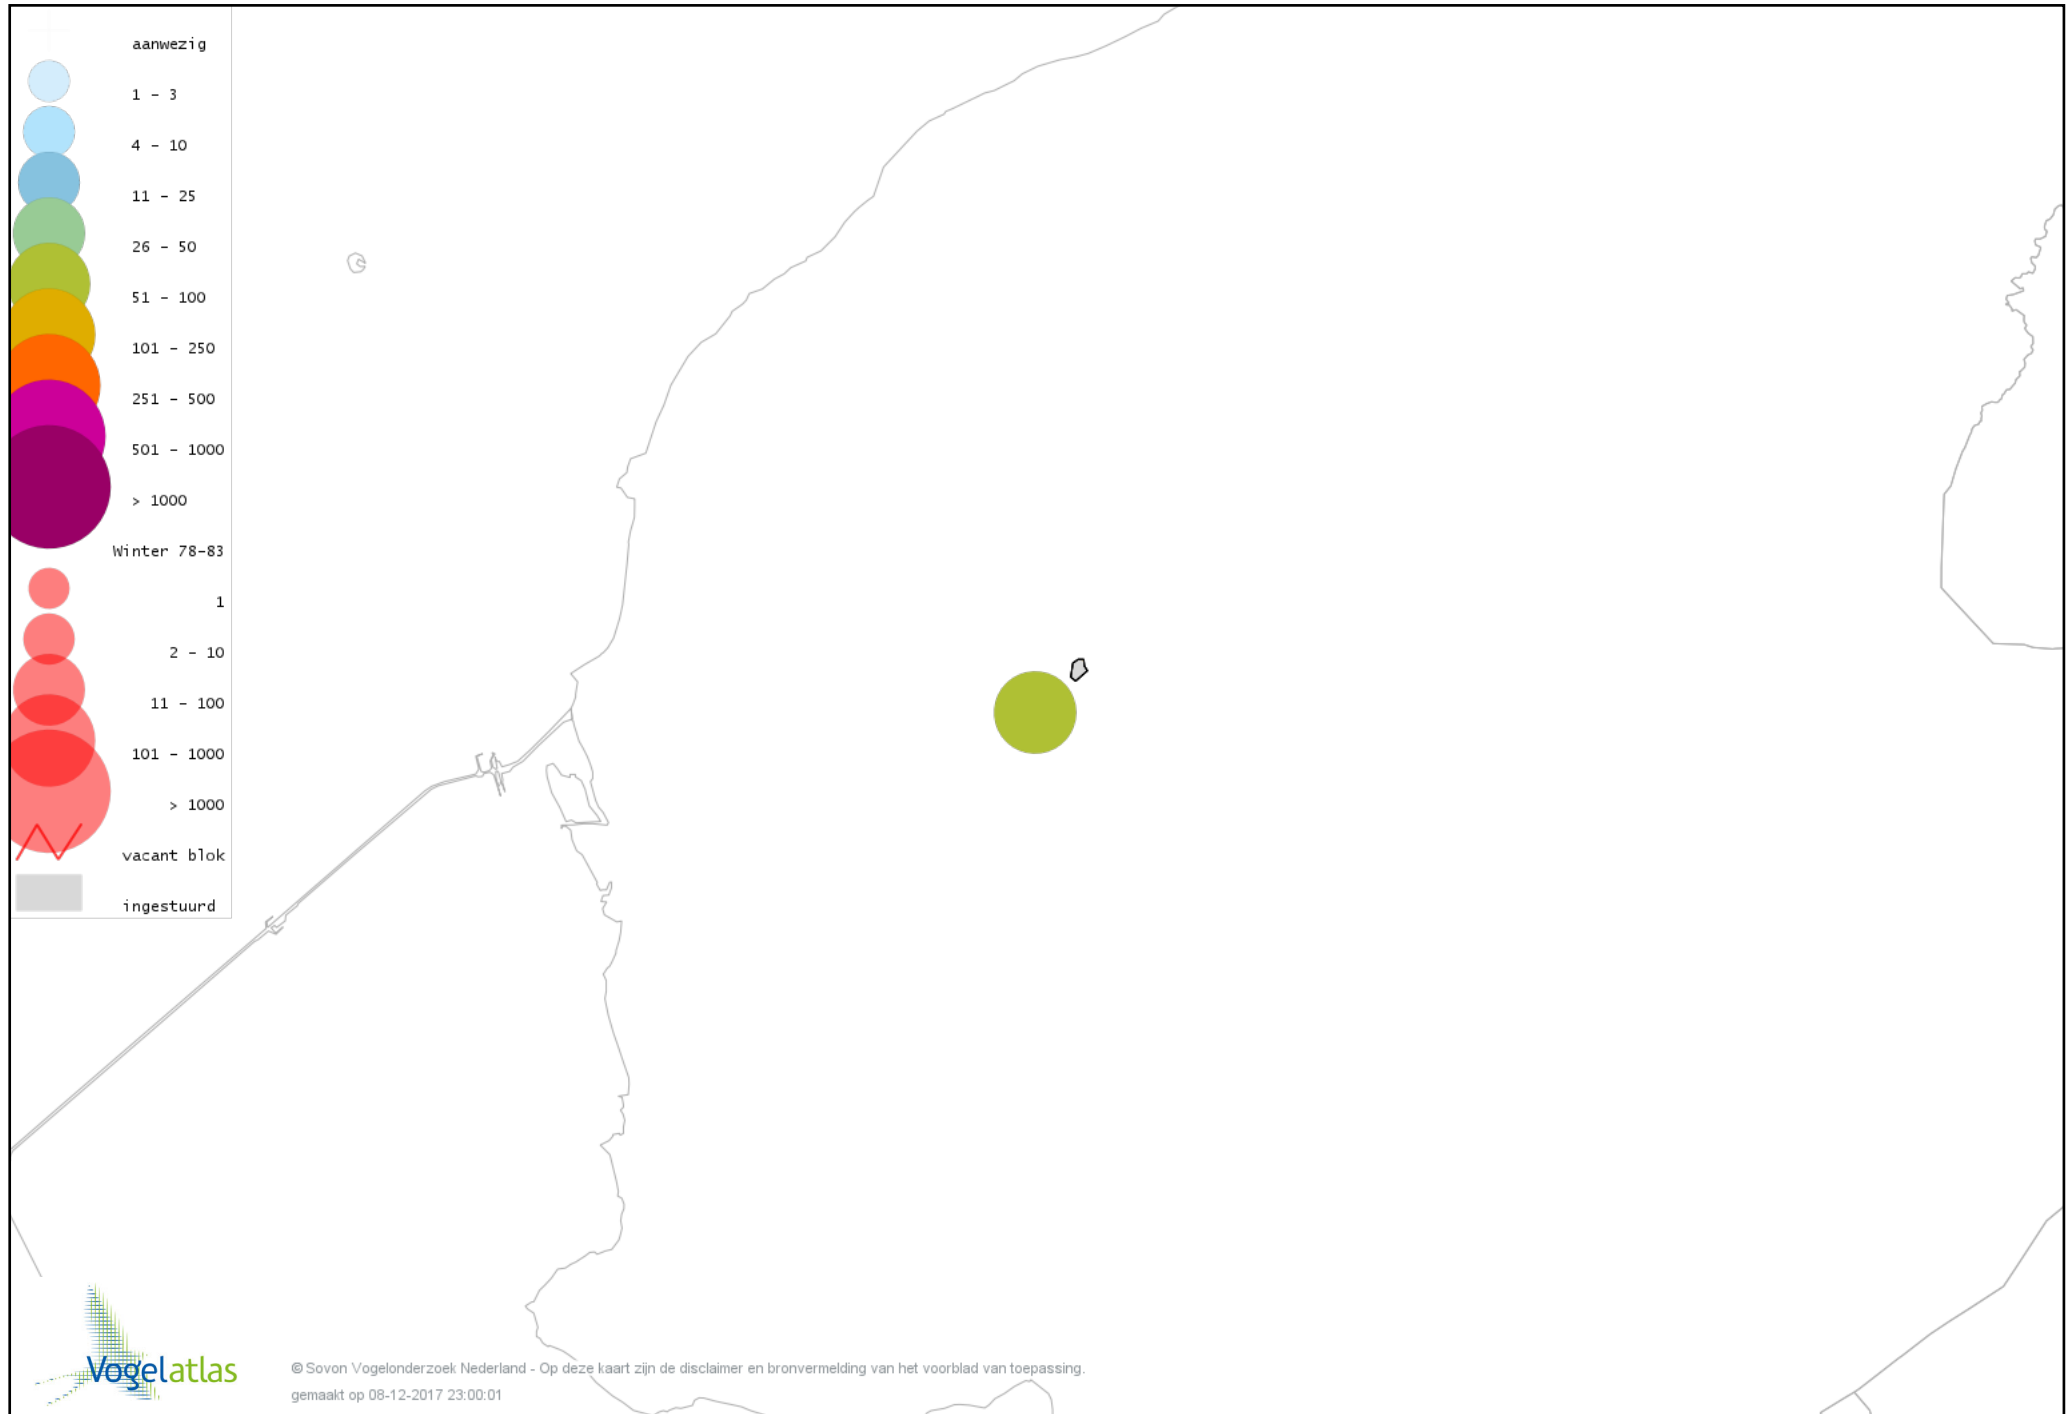 aanwezig
1 - 3
4 - 10
11 - 25
26 - 50
51 - 100
101 - 250
251 - 500
501 - 1000
> 1000
Winter 78-83
1
2 - 10
11 - 100
101 - 1000
> 1000
vacant blok
ingestuurd
Vogelatlas
© Sovon Vogelonderzoek Nederland - Op deze kaart zijn de disclaimer en bronvermelding van het voorblad van toepassing.
gemaakt op 08-12-2017 23:00:01